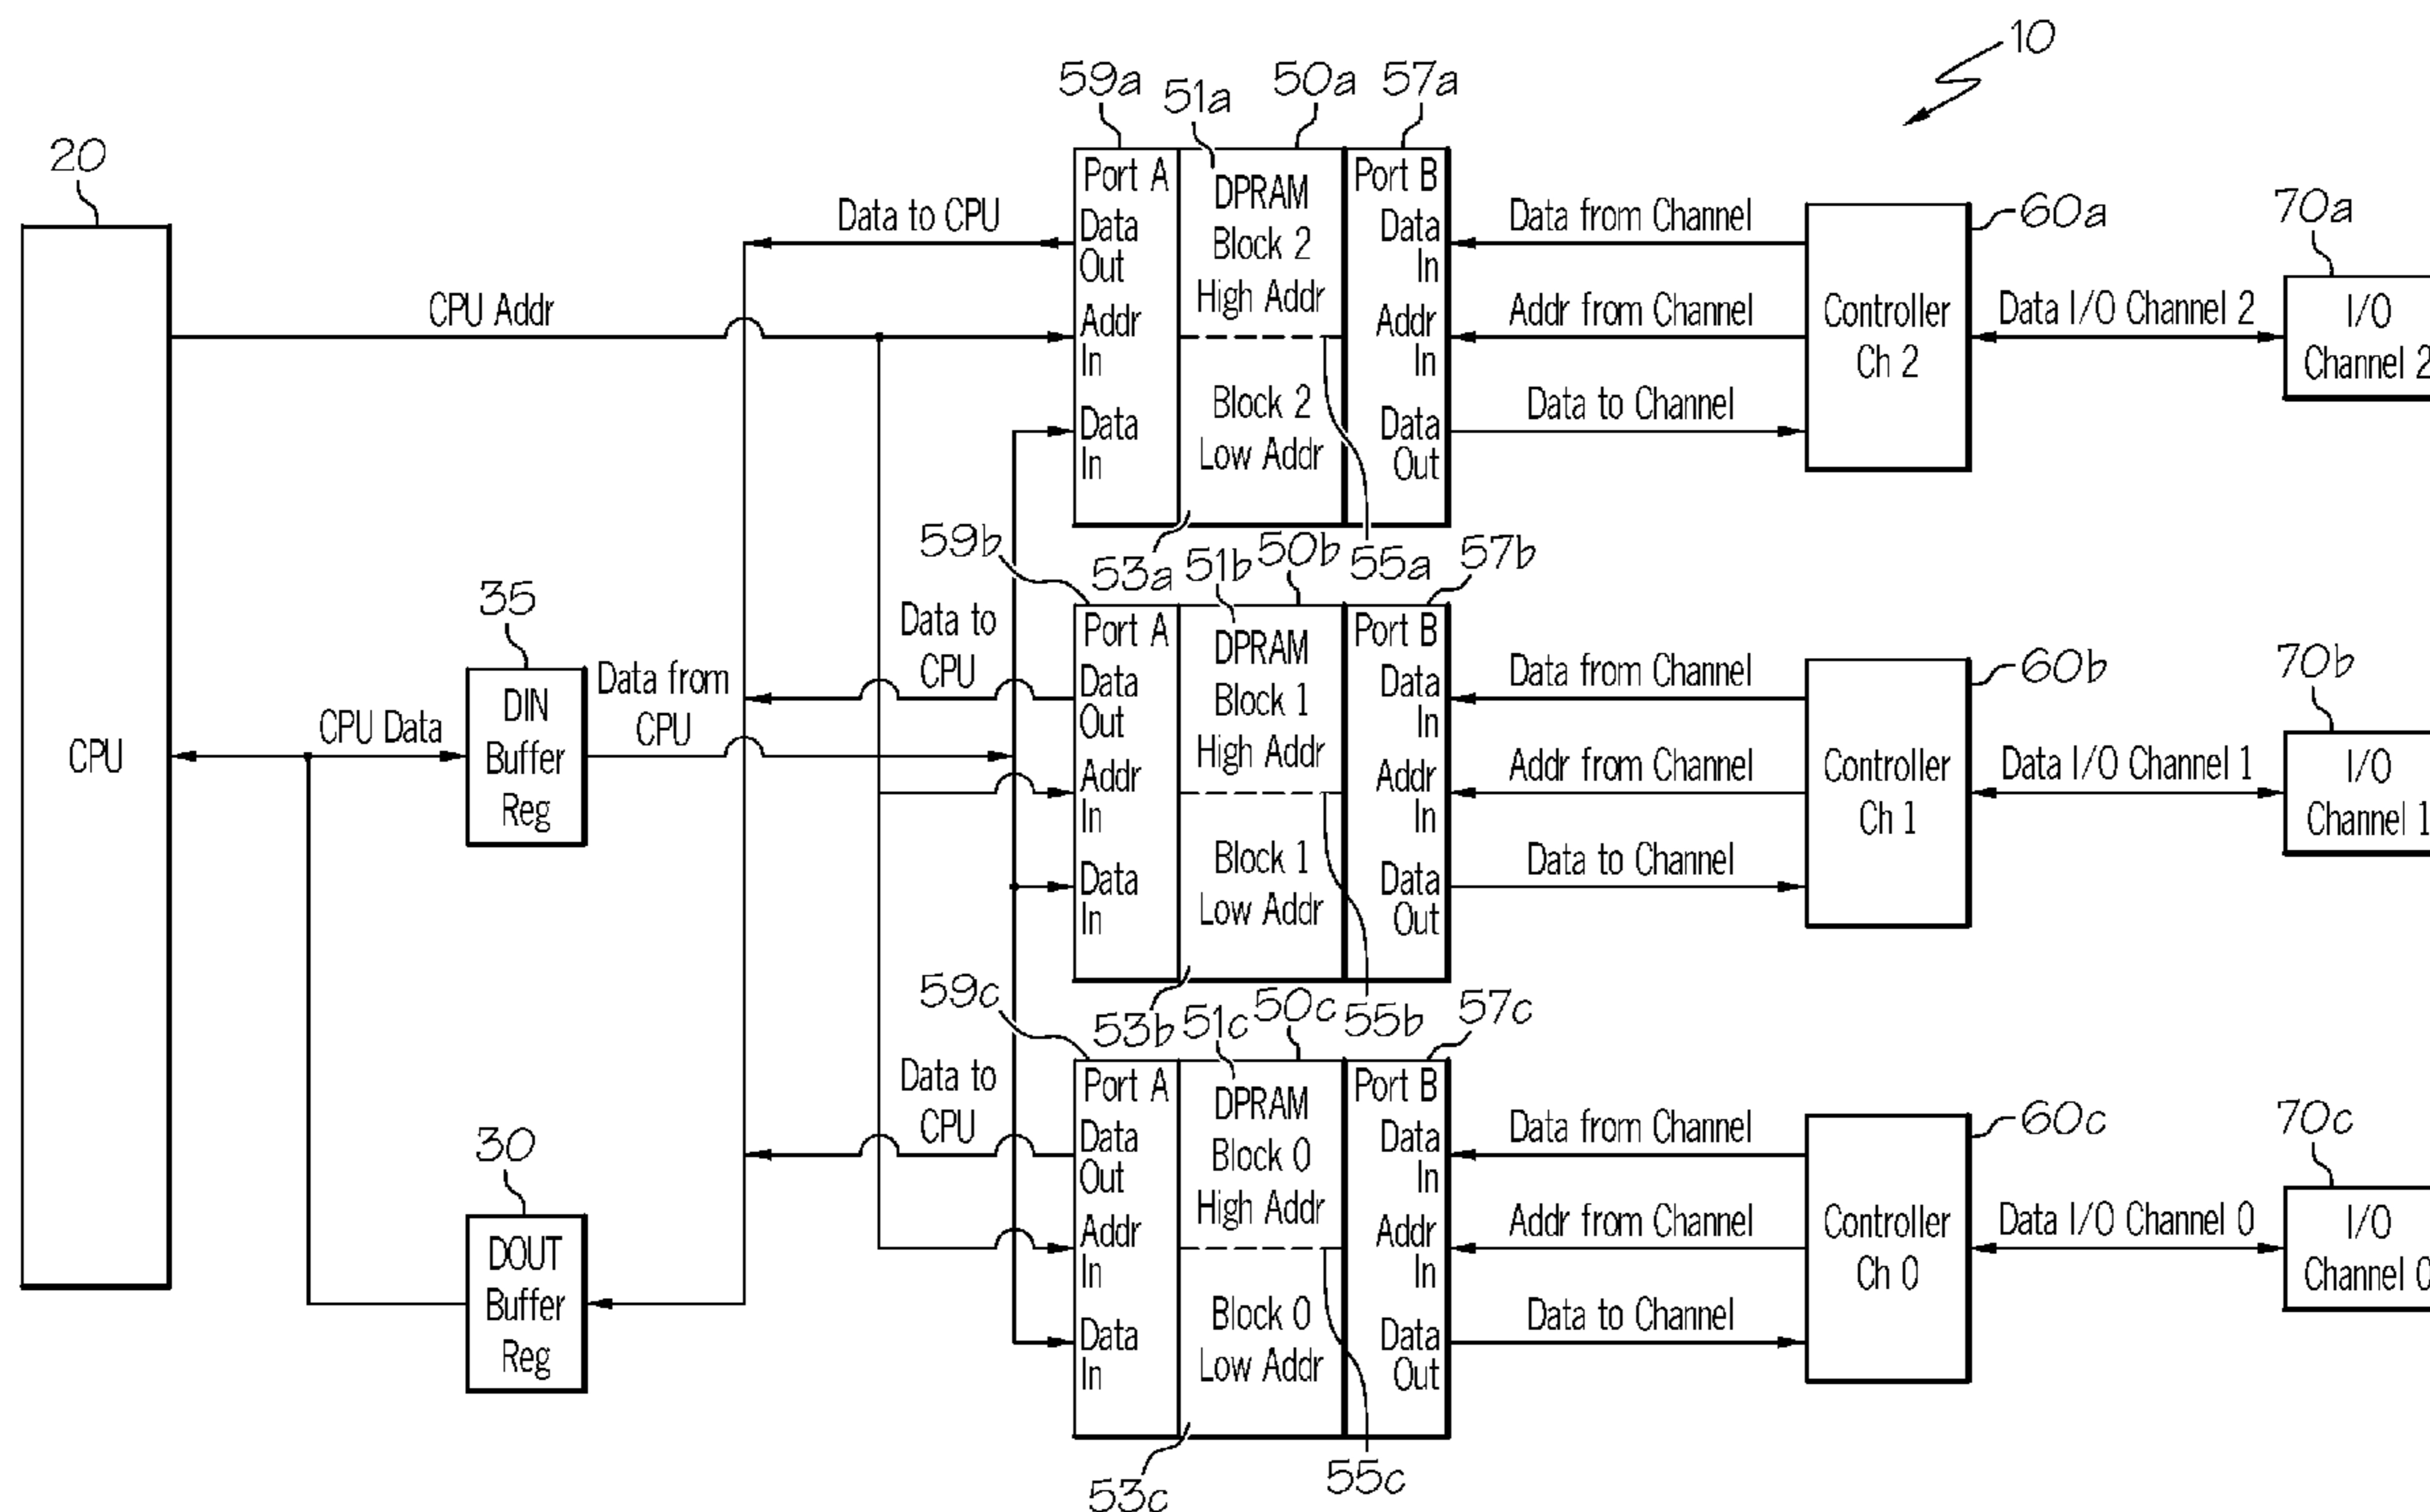 10
59a
51a
50a
57a
20
Port A
Data
Out
Addr
In
Data
In
DPRAM
Block 2
High Addr
Block 2
Low Addr
Port B
Data
In
Addr
In
Data
Out
Data to CPU
CPU Addr
Data from Channel
Addr from Channel
Data to Channel
60a
Controller
Ch 2
Data I/O Channel 2
70a
I/O
Channel 2
53a
55a
59b
51b
50b
57b
35
DIN
Buffer
Reg
CPU
CPU Data
Data from
CPU
Data to
CPU
Port A
Data
Out
Addr
In
Data
In
DPRAM
Block 1
High Addr
Block 1
Low Addr
Port B
Data
In
Addr
In
Data
Out
Data from Channel
Addr from Channel
Data to Channel
60b
Controller
Ch 1
Data I/O Channel 1
70b
I/O
Channel 1
53b
55b
59c
51c
50c
57c
30
DOUT
Buffer
Reg
Data to
CPU
Port A
Data
Out
Addr
In
Data
In
DPRAM
Block 0
High Addr
Block 0
Low Addr
Port B
Data
In
Addr
In
Data
Out
Data from Channel
Addr from Channel
Data to Channel
60c
Controller
Ch 0
Data I/O Channel 0
70c
I/O
Channel 0
53c
55c